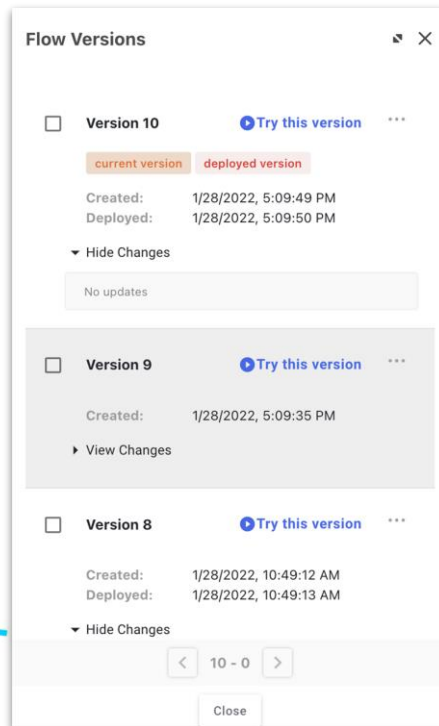 Flow Versions
Version 10 Try this version
current version deployed version
Created: 1/28/2022, 5:09:49 PM
Deployed: 1/28/2022, 5:09:50 PM
Hide Changes
No updates
Version 9 Try this version
Created: 1/28/2022, 5:09:35 PM
View Changes
Version 8 Try this version
Created: 1/28/2022, 10:49:12 AM
Deployed: 1/28/2022, 10:49:13 AM
Hide Changes
10 - 0
Close